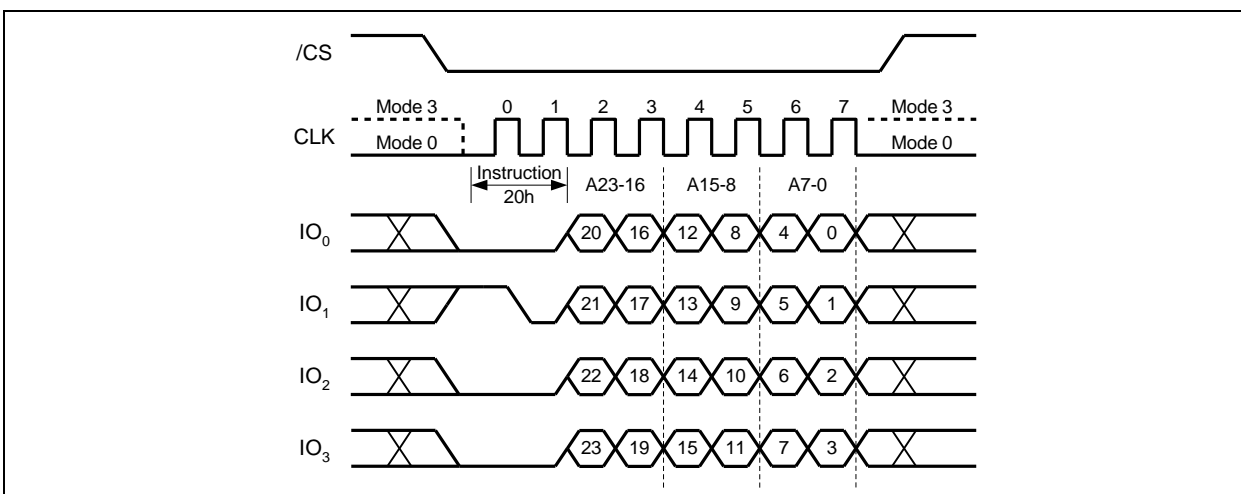 /CS
Mode 3 0 1 2 3 4 5 6 7 Mode 3
CLK
Mode 0 Mode 0
Instruction A23-16 A15-8 A7-0
20h
IO0 20 16 12 8 4 0
IO1 21 17 13 9 5 1
IO2 22 18 14 10 6 2
IO3 23 19 15 11 7 3